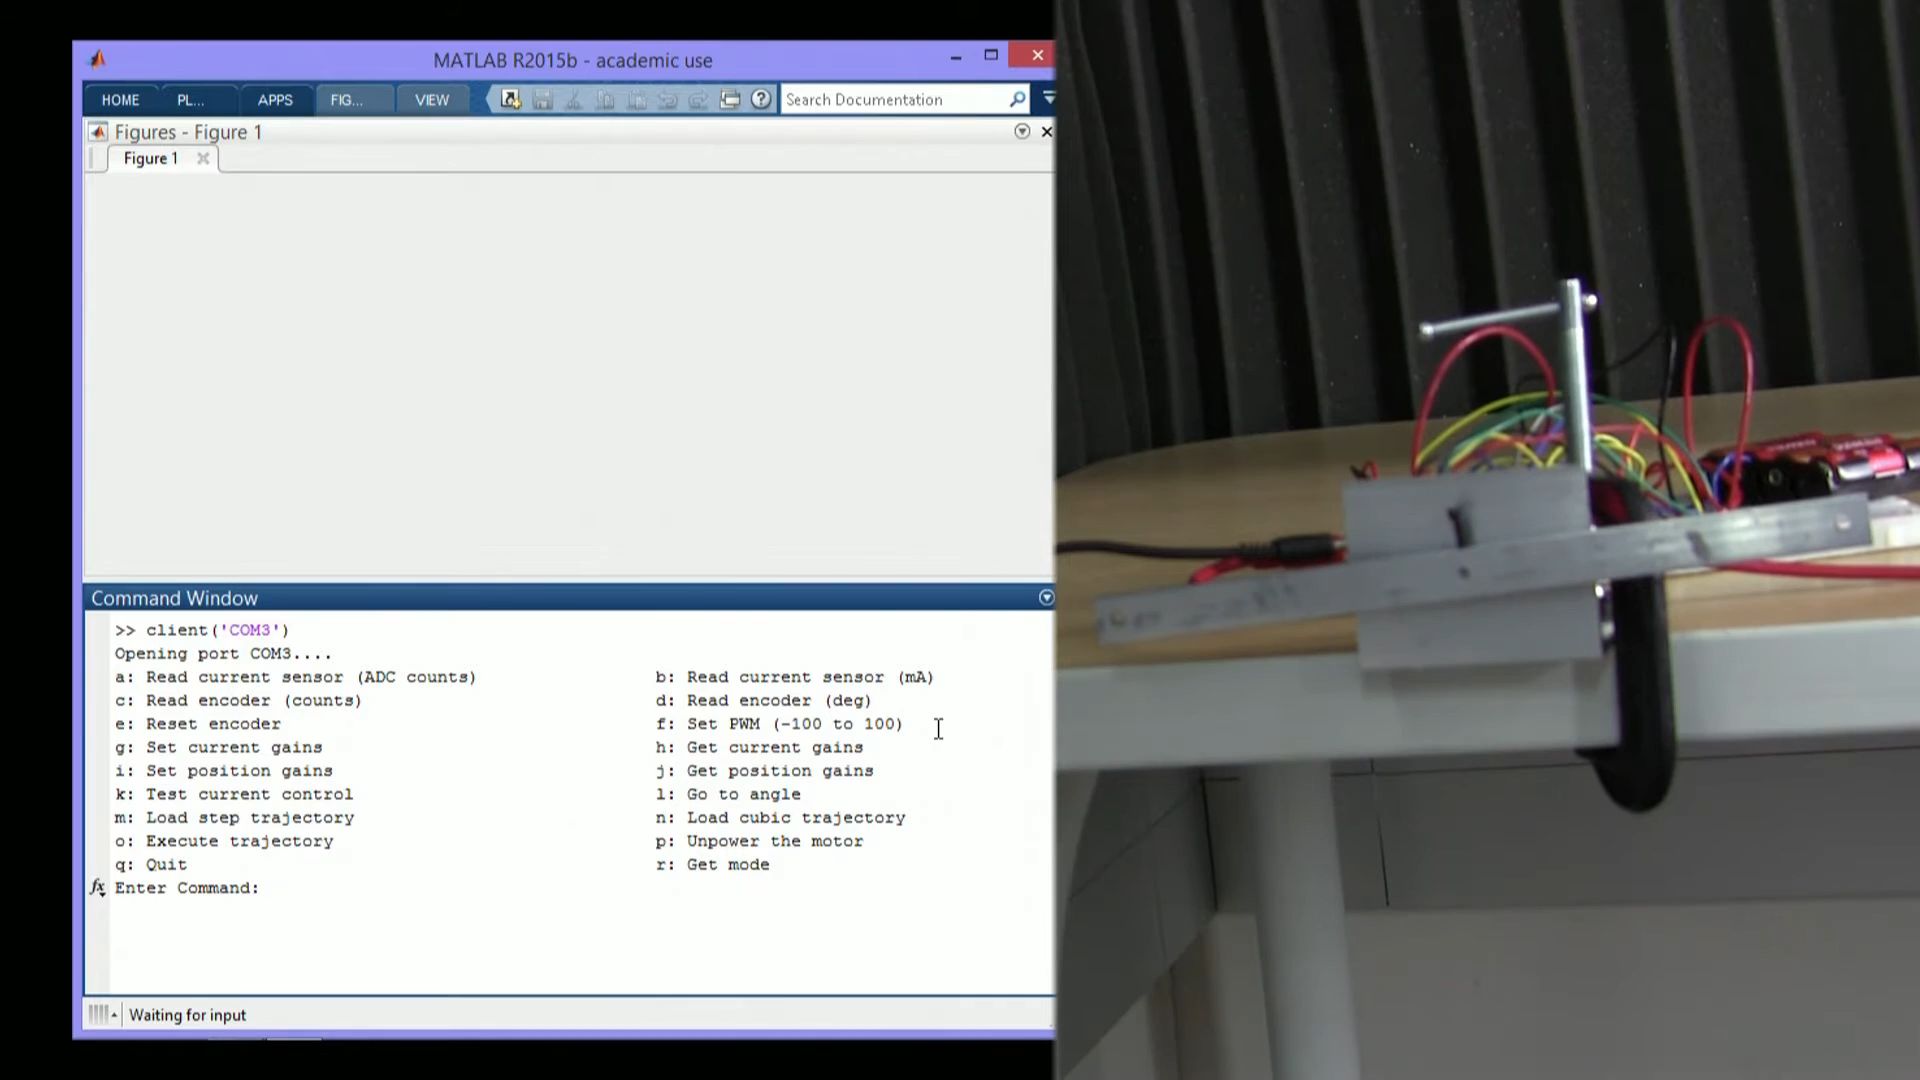 MATLAB R2015b - academic use
HOME PL... APPS FIG... VIEW Search Documentation
Figures - Figure 1
Figure 1
Command Window
>> client('COM3')
Opening port COM3....
a: Read current sensor (ADC counts) b: Read current sensor (mA)
c: Read encoder (counts) d: Read encoder (deg)
e: Reset encoder f: Set PWM (-100 to 100)
g: Set current gains h: Get current gains
i: Set position gains j: Get position gains
k: Test current control l: Go to angle
m: Load step trajectory n: Load cubic trajectory
o: Execute trajectory p: Unpower the motor
q: Quit r: Get mode
fx Enter Command:
Waiting for input